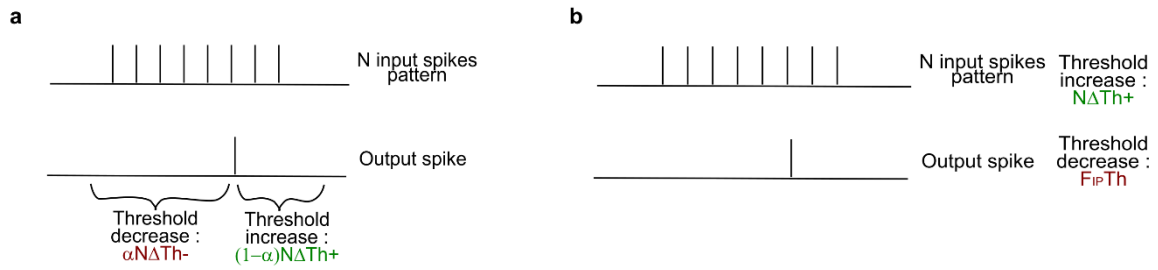 a
N input spikes
pattern
Output spike
Threshold
decrease :
αNΔTh-
Threshold
increase :
(1-α)NΔTh+
b
N input spikes
pattern
Threshold
increase :
NΔTh+
Output spike
Threshold
decrease :
FIPTh